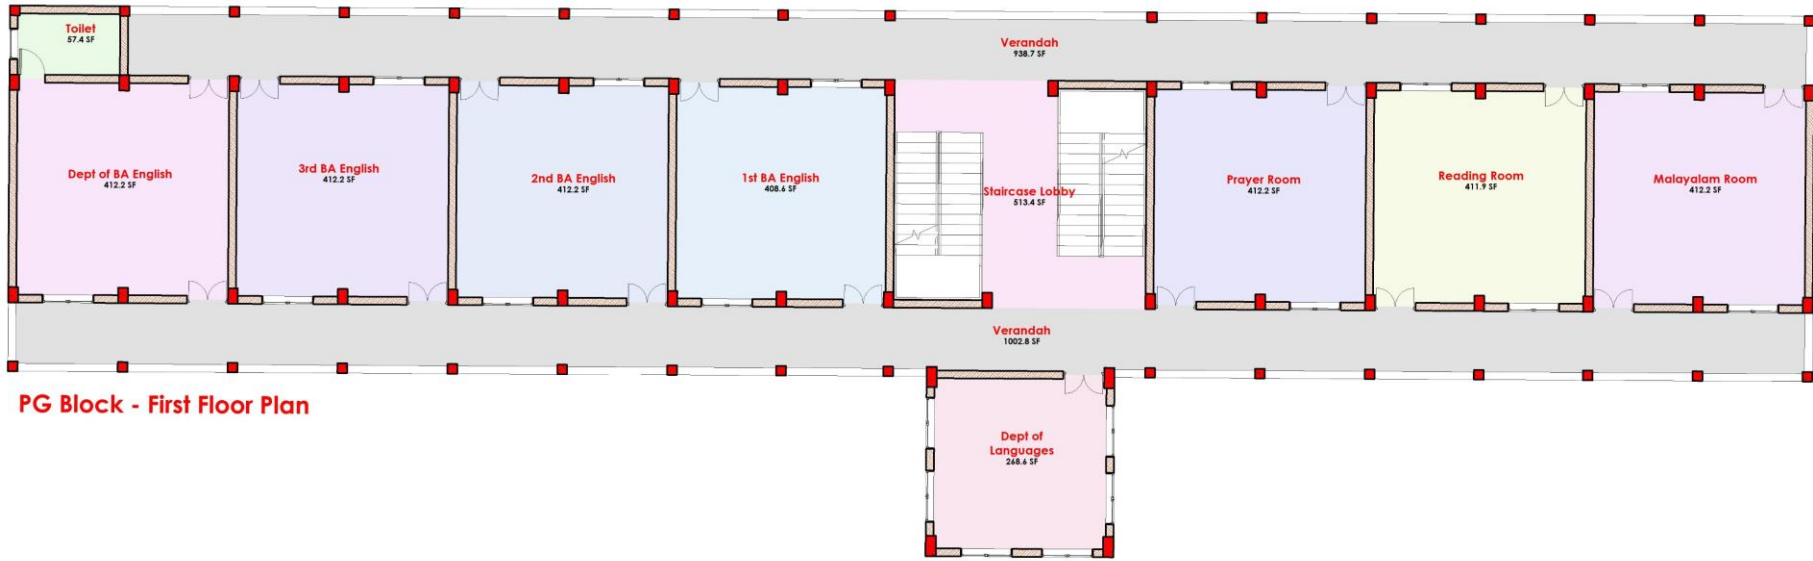 Toilet
57.4 SF
Verandah
938.7 SF
Dept of BA English
412.2 SF
3rd BA English
412.2 SF
2nd BA English
412.2 SF
1st BA English
408.6 SF
Staircase Lobby
513.4 SF
Prayer Room
412.2 SF
Reading Room
411.9 SF
Malayalam Room
412.2 SF
Verandah
1002.8 SF
PG Block - First Floor Plan
Dept of
Languages
268.6 SF